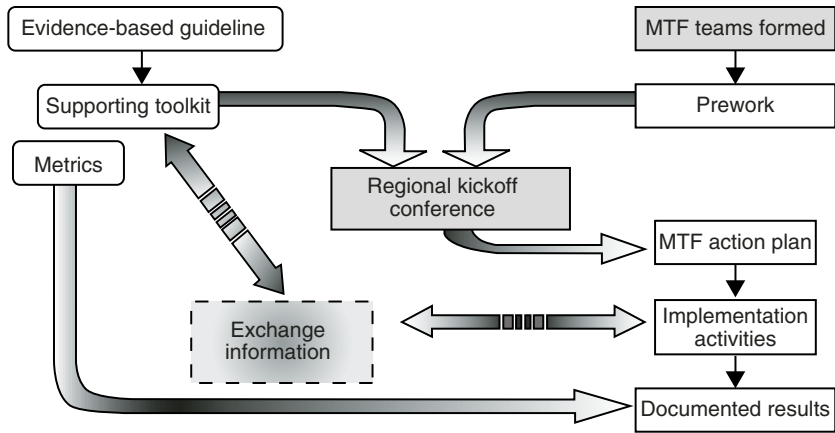 Evidence-based guideline
MTF teams formed
Supporting toolkit
Prework
Metrics
Regional kickoff
conference
MTF action plan
Exchange
information
Implementation
activities
Documented results